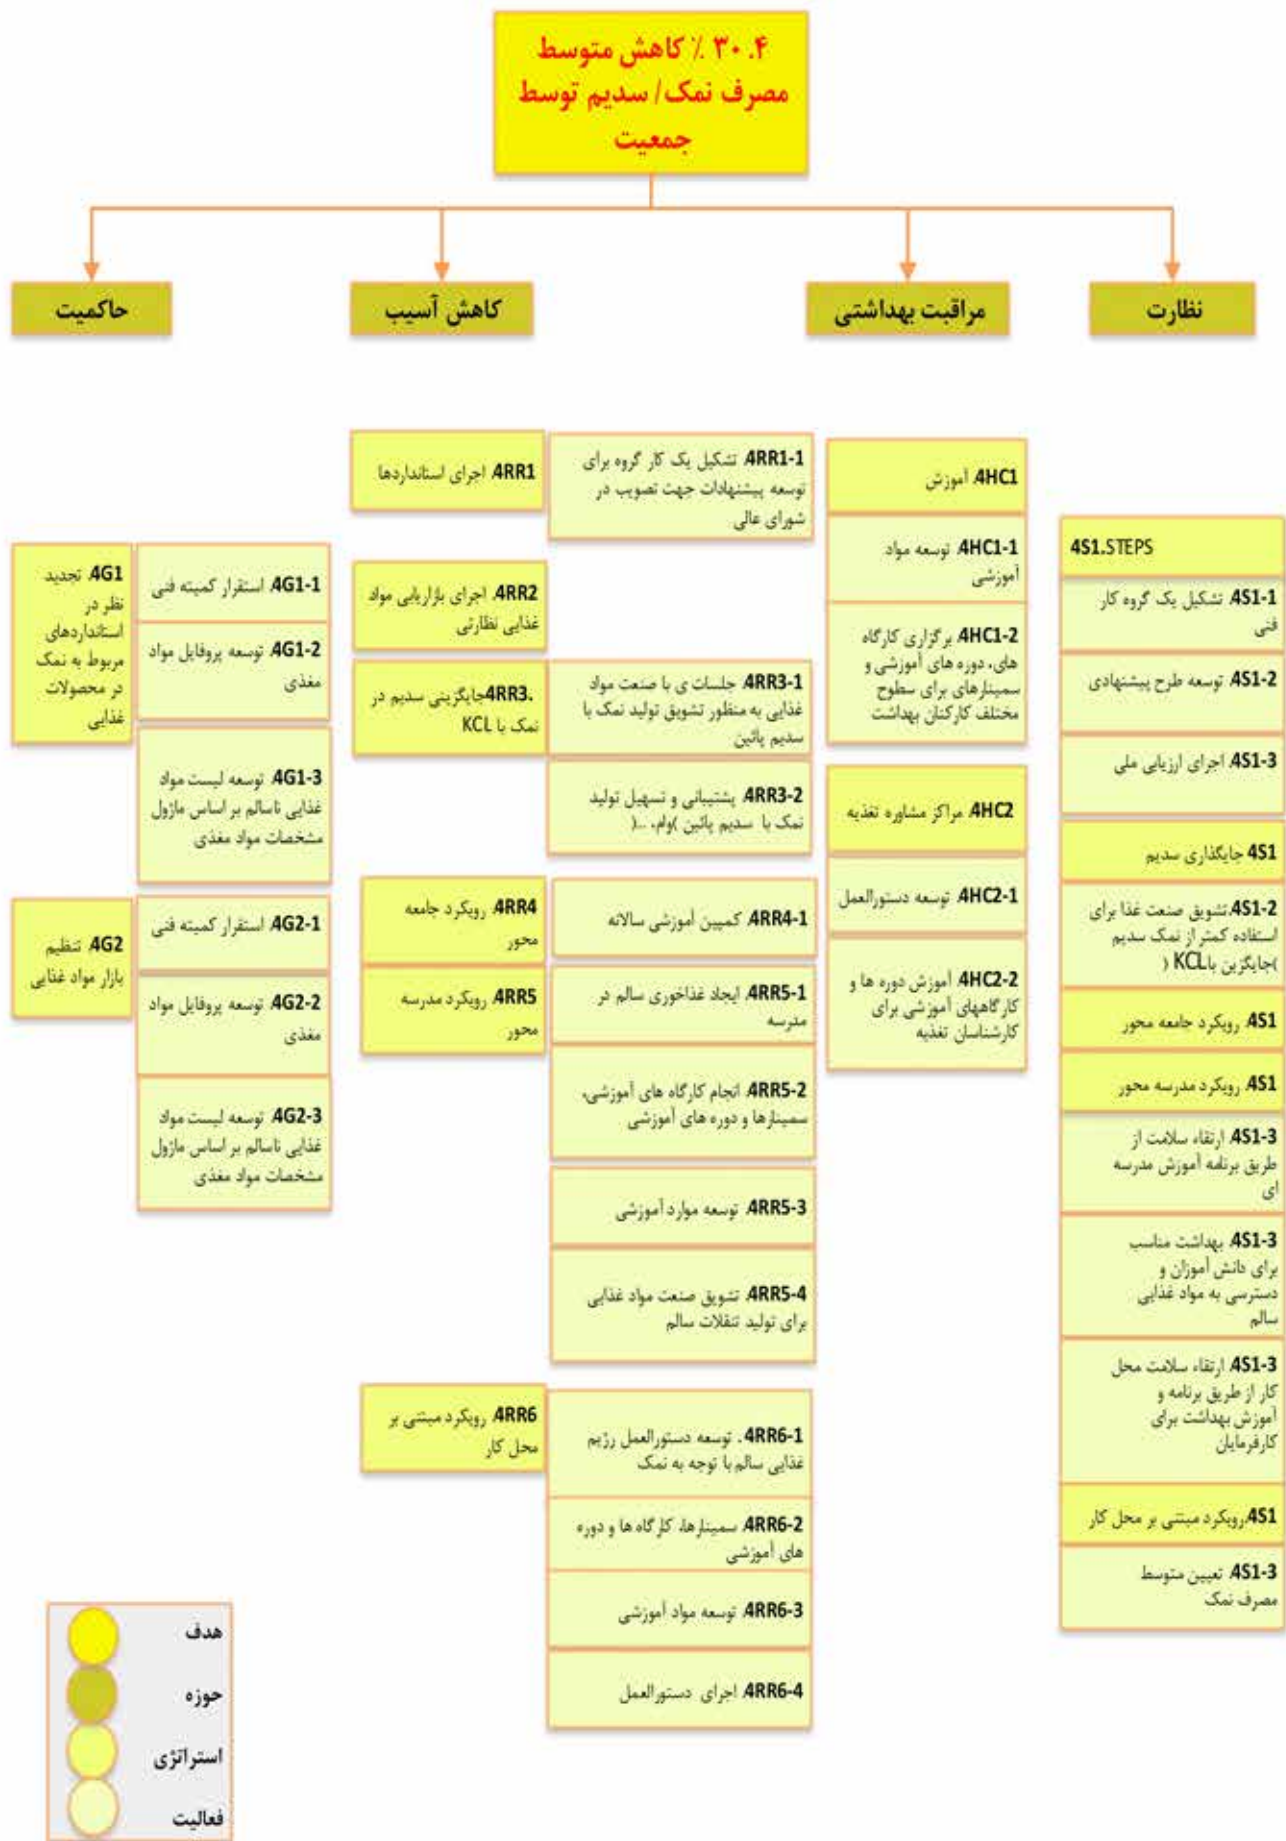 ۴. ۳۰ ٪ کاهش متوسط
مصرف نمک/ سدیم توسط
جمعیت
نظارت
مراقبت بهداشتی
کاهش آسیب
حاکمیت
4S1.STEPS
4S1-1. تشکیل یک گروه کار
فنی
4S1-2. توسعه طرح پیشنهادی
4S1-3. اجرای ارزیابی ملی
4S1 جایگذاری سدیم
4S1-2.تشویق صنعت غذا برای
استفاده کمتر از نمک سدیم
)جایگزین باKCL (
4S1. رویکرد جامعه محور
4S1. رویکرد مدرسه محور
4S1-3. ارتقاء سلامت از
طریق برنامه آموزش مدرسه
ای
4S1-3. بهداشت مناسب
برای دانش آموزان و
دسترسی به مواد غذایی
سالم
4S1-3. ارتقاء سلامت محل
کار از طریق برنامه و
آموزش بهداشت برای
کارفرمایان
4S1.رویکرد مبتنی بر محل کار
4S1-3. تعیین متوسط
مصرف نمک
4HC1. آموزش
4HC1-1. توسعه مواد
آموزشی
4HC1-2. برگزاری کارگاه
های، دوره های آموزشی و
سمینارهای برای سطوح
مختلف کارکنان بهداشت
4HC2. مراکز مشاوره تغذیه
4HC2-1. توسعه دستورالعمل
4HC2-2. آموزش دوره ها و
کارگاههای آموزشی برای
کارشناسان تغذیه
4RR1. اجرای استانداردها
4RR1-1. تشکیل یک کار گروه برای
توسعه پیشنهادات جهت تصویب در
شورای عالی
4RR2. اجرای بازاریابی مواد
غذایی نظارتی
4RR3.جایگزینی سدیم در
نمک با KCL
4RR3-1. جلسات ی با صنعت مواد
غذایی به منظور تشویق تولید نمک با
سدیم پائین
4RR3-2. پشتیبانی و تسهیل تولید
نمک با سدیم پائین )وام، ...(
4RR4. رویکرد جامعه
محور
4RR4-1. کمپین آموزشی سالانه
4RR5. رویکرد مدرسه
محور
4RR5-1. ایجاد غذاخوری سالم در
مدرسه
4RR5-2. انجام کارگاه های آموزشی،
سمینارها و دوره های آموزشی
4RR5-3. توسعه موارد آموزشی
4RR5-4. تشویق صنعت مواد غذایی
برای تولید تنقلات سالم
4RR6. رویکرد مبتنی بر
محل کار
4RR6-1. توسعه دستورالعمل رژیم
غذایی سالم با توجه به نمک
4RR6-2. سمینارها، کارگاه ها و دوره
های آموزشی
4RR6-3. توسعه مواد آموزشی
4RR6-4. اجرای دستورالعمل
4G1. تجدید
نظر در
استانداردهای
مربوط به نمک
در محصولات
غذایی
4G1-1. استقرار کمیته فنی
4G1-2. توسعه پروفایل مواد
مغذی
4G1-3. توسعه لیست مواد
غذایی ناسالم بر اساس ماژول
مشخصات مواد مغذی
4G2. تنظیم
بازار مواد غذایی
4G2-1. استقرار کمیته فنی
4G2-2. توسعه پروفایل مواد
مغذی
4G2-3. توسعه لیست مواد
غذایی ناسالم بر اساس ماژول
مشخصات مواد مغذی
هدف
حوزه
استراتژی
فعالیت